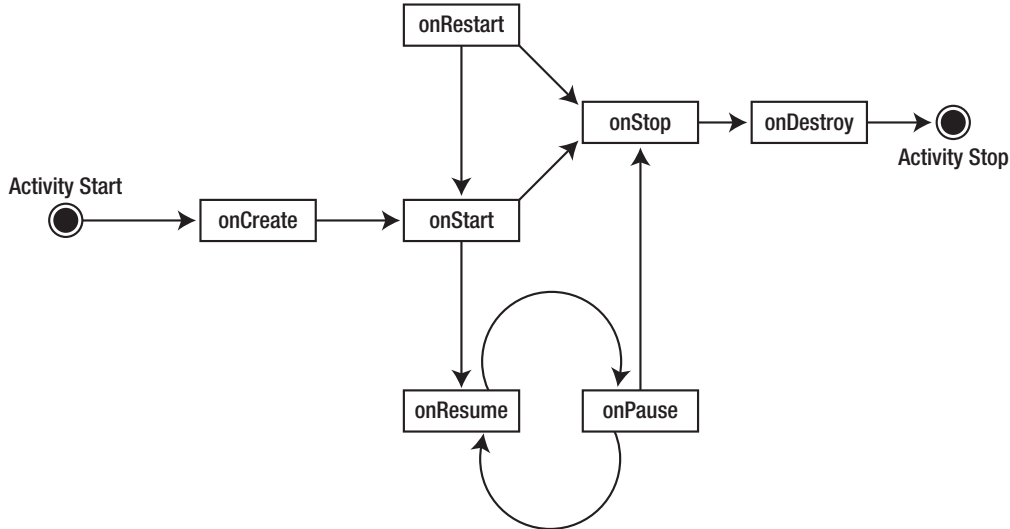 onRestart
onStop
onDestroy
Activity Stop
Activity Start
onCreate
onStart
onResume
onPause